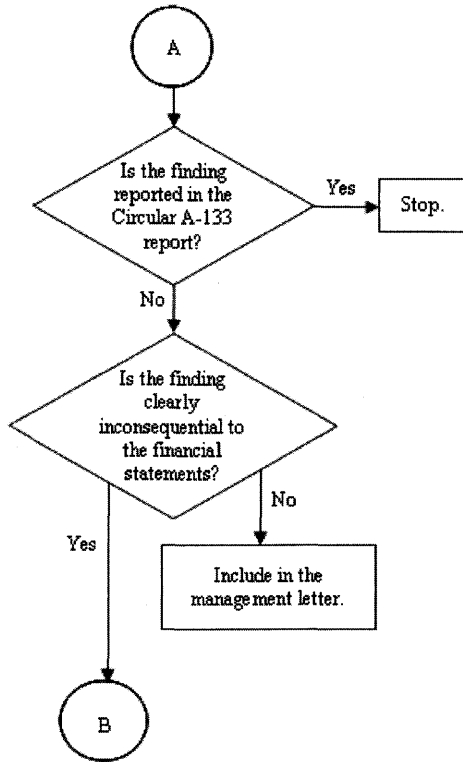 A
Is the finding
reported in the
Circular A-133
report?
Yes
Stop.
No
Is the finding
clearly
inconsequential to
the financial
statements?
No
Yes
Include in the
management letter.
B